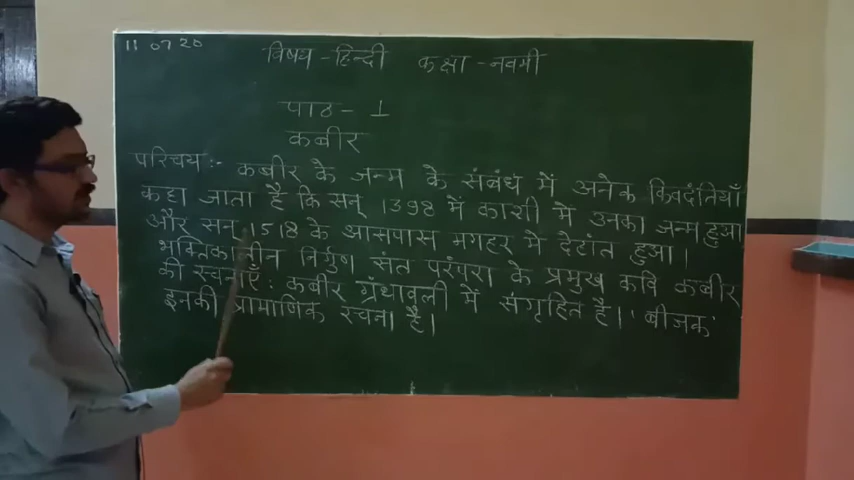 11 07 20
विषय - हिन्दी कक्षा - नवमी
पाठ - 1
कबीर
परिचय :- कबीर के जन्म के संबंध में अनेक किंवदंतियाँ
कहा जाता है कि सन् 1398 में काशी में उनका जन्म हुआ
और सन् 1518 के आसपास मगहर में देहांत हुआ।
भक्तिकालीन निर्गुण संत परंपरा के प्रमुख कवि कबीर
की रचनाएँ : कबीर ग्रंथावली में संगृहित है। 'बीजक'
इनकी प्रामाणिक रचना है।